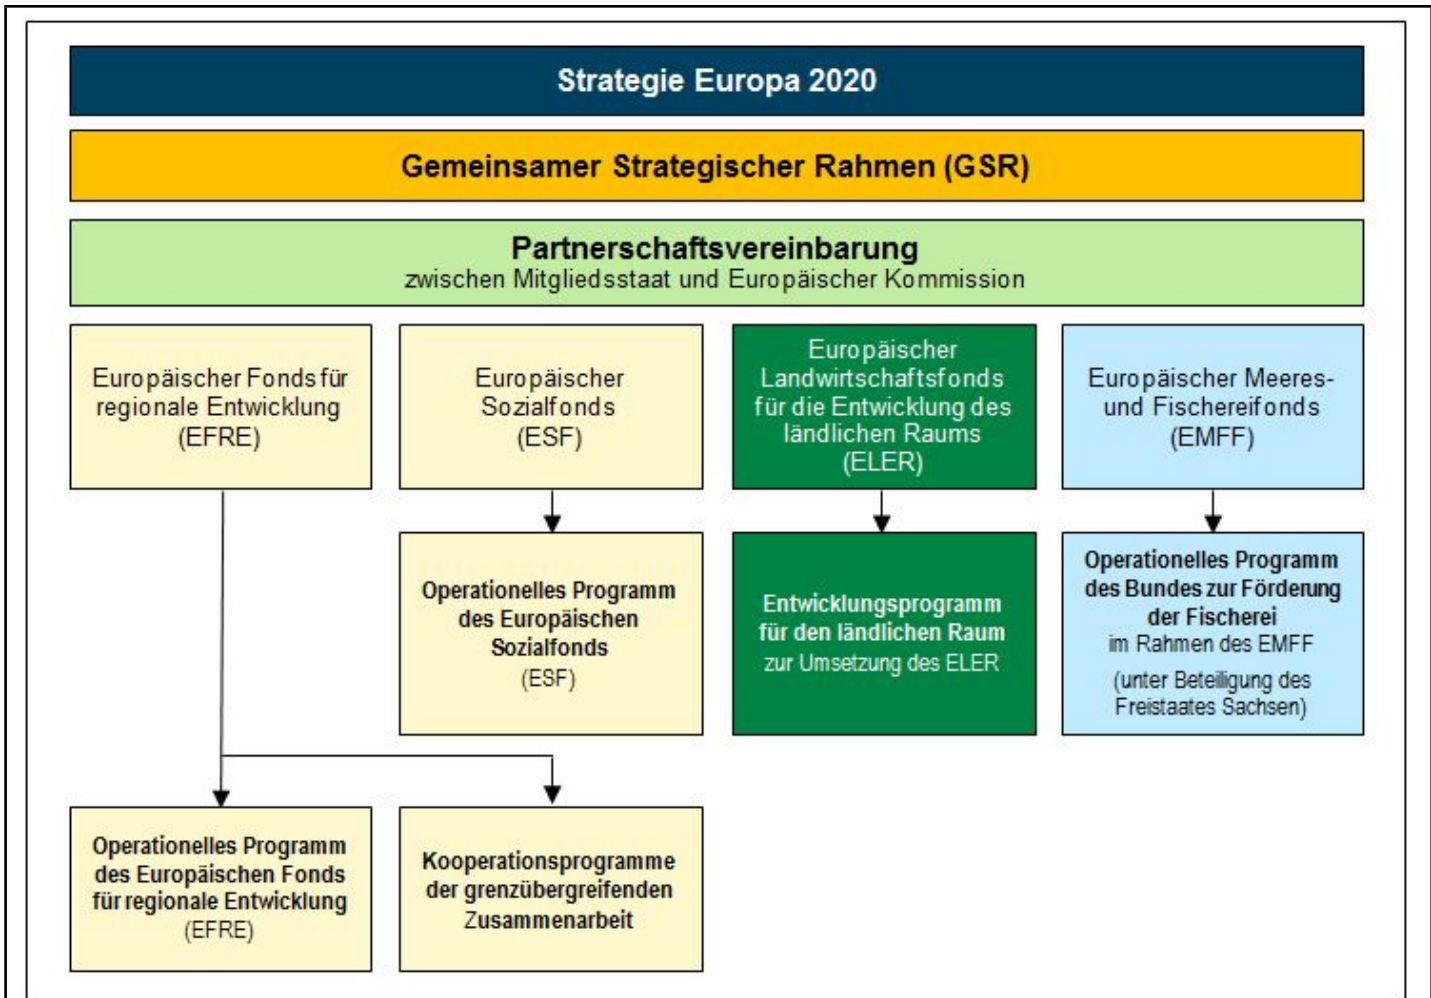 Strategie Europa 2020
Gemeinsamer Strategischer Rahmen (GSR)
Partnerschaftsvereinbarung
zwischen Mitgliedsstaat und Europäischer Kommission
Europäischer Fonds für
regionale Entwicklung
(EFRE)
Europäischer
Sozialfonds
(ESF)
Europäischer
Landwirtschaftsfonds
für die Entwicklung des
ländlichen Raums
(ELER)
Europäischer Meeres-
und Fischereifonds
(EMFF)
Operationelles Programm
des Europäischen
Sozialfonds
(ESF)
Entwicklungsprogramm
für den ländlichen Raum
zur Umsetzung des ELER
Operationelles Programm
des Bundes zur Förderung
der Fischerei
im Rahmen des EMFF
(unter Beteiligung des
Freistaates Sachsen)
Operationelles Programm
des Europäischen Fonds
für regionale Entwicklung
(EFRE)
Kooperationsprogramme
der grenzübergreifenden
Zusammenarbeit